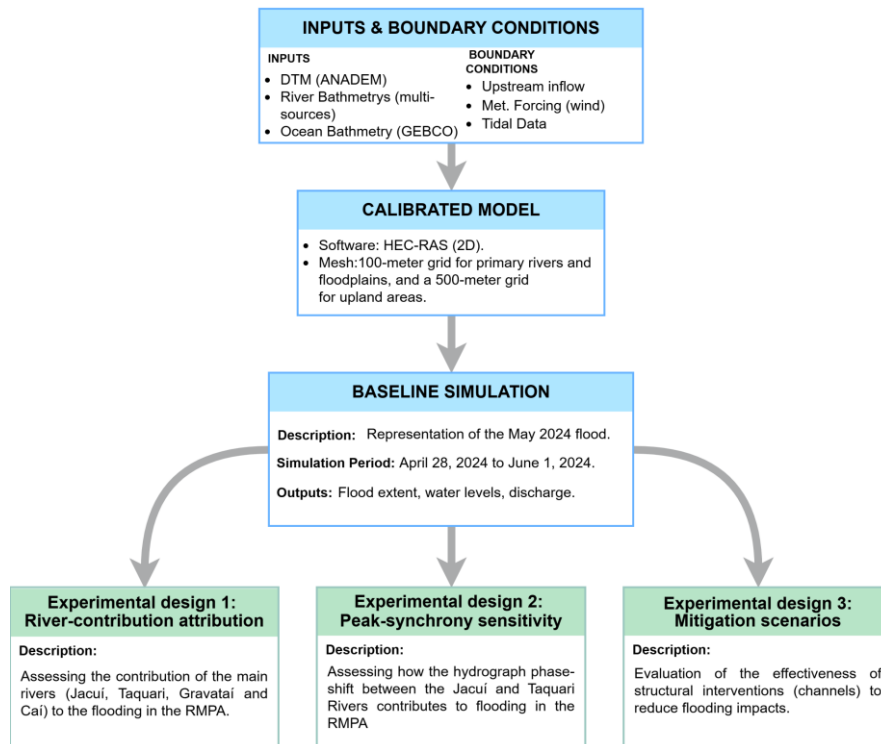 INPUTS & BOUNDARY CONDITIONS
INPUTS
• DTM (ANADEM)
• River Bathmetrys (multi-
sources)
• Ocean Bathmetry (GEBCO)
BOUNDARY
CONDITIONS
• Upstream inflow
• Met. Forcing (wind)
• Tidal Data
CALIBRATED MODEL
• Software: HEC-RAS (2D).
• Mesh:100-meter grid for primary rivers and
floodplains, and a 500-meter grid
for upland areas.
BASELINE SIMULATION
Description: Representation of the May 2024 flood.
Simulation Period: April 28, 2024 to June 1, 2024.
Outputs: Flood extent, water levels, discharge.
Experimental design 1:
River-contribution attribution
Description:
Assessing the contribution of the main
rivers (Jacuí, Taquari, Gravataí and
Caí) to the flooding in the RMPA.
Experimental design 2:
Peak-synchrony sensitivity
Description:
Assessing how the hydrograph phase-
shift between the Jacuí and Taquari
Rivers contributes to flooding in the
RMPA
Experimental design 3:
Mitigation scenarios
Description:
Evaluation of the effectiveness of
structural interventions (channels) to
reduce flooding impacts.